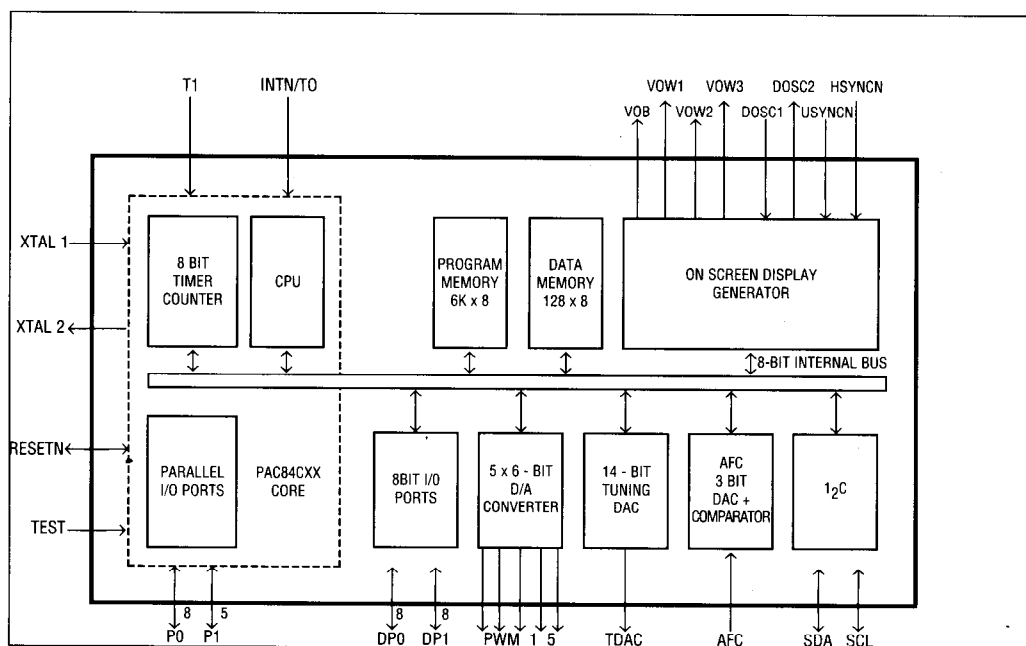 T1 INTN/TO
VOB VOW1 VOW2 VOW3 DOSC1 DOSC2 USYNCN HSYNCN
XTAL 1
XTAL 2
RESETN
TEST
8 BIT
TIMER
COUNTER
CPU
PROGRAM
MEMORY
6K x 8
DATA
MEMORY
128 x 8
ON SCREEN DISPLAY
GENERATOR
8-BIT INTERNAL BUS
PARALLEL
I/O PORTS
PAC84CXX
CORE
8BIT I/O
PORTS
5 x 6 - BIT
D/A
CONVERTER
14 - BIT
TUNING
DAC
AFC
3 BIT
DAC +
COMPARATOR
1₂C
8 5 8 8
P0 P1 DP0 DP1 PWM 1 5 TDAC AFC SDA SCL